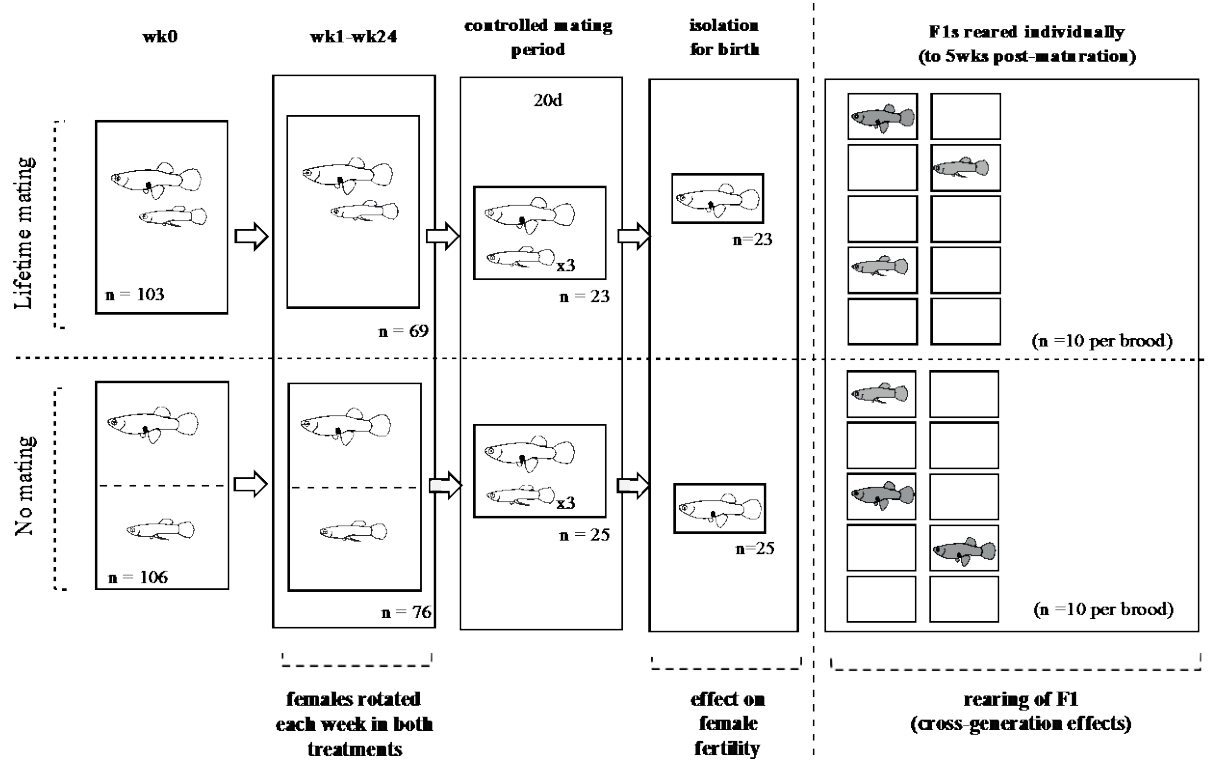 wk0
wk1-wk24
controlled mating
period
isolation
for birth
F1s reared individually
(to 5wks post-maturation)
Lifetime mating
n = 103
n = 69
20d
x3
n = 23
n=23
(n =10 per brood)
No mating
n = 106
n = 76
x3
n = 25
n=25
(n =10 per brood)
females rotated
each week in both
treatments
effect on
female
fertility
rearing of F1
(cross-generation effects)